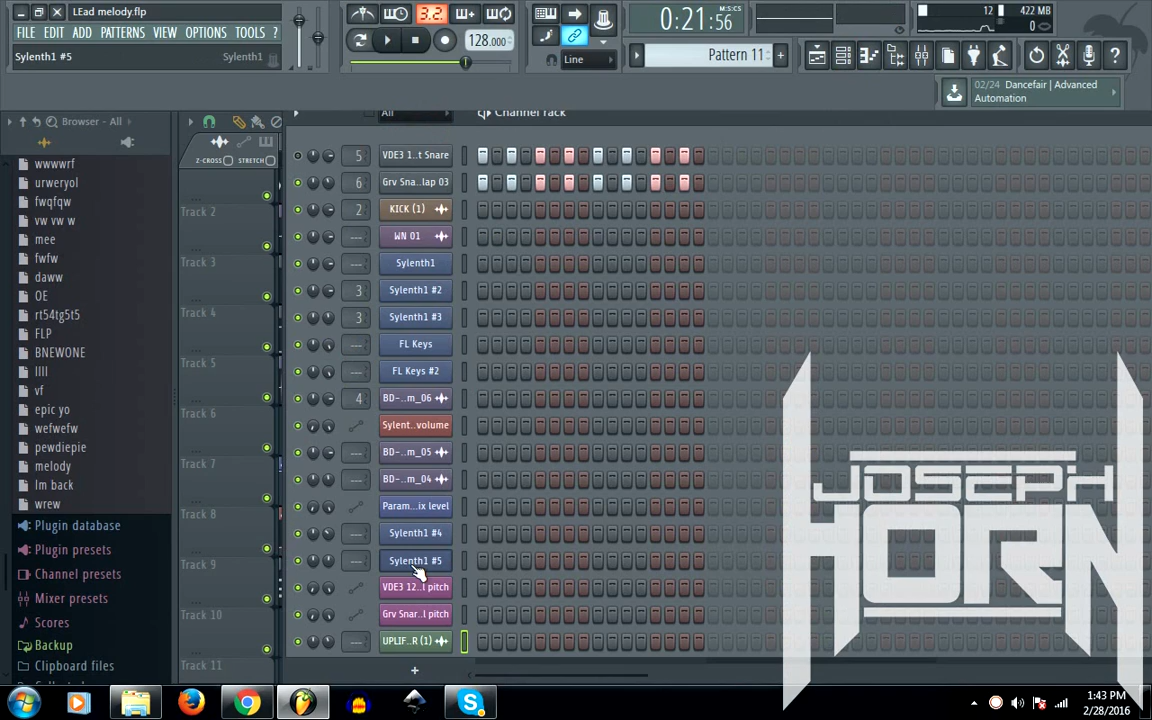 LEad melody.flp
FILE EDIT ADD PATTERNS VIEW OPTIONS TOOLS ?
Sylenth1 #5 Sylenth1
3.2
128.000
0:21:56
M:S:CS
12
422 MB
0
Line
Pattern 11
02/24 Dancefair | Advanced
Automation
Browser - All
All
Channel rack
Z-CROSS
STRETCH
wwwwrf
urweryol
fwqfqw
vw vw w
mee
fwfw
daww
OE
rt54tg5t5
FLP
BNEWONE
llll
vf
epic yo
wefwefw
pewdiepie
melody
Im back
wrew
Plugin database
Plugin presets
Channel presets
Mixer presets
Scores
Backup
Clipboard files
Track 2
Track 3
Track 4
Track 5
Track 6
Track 7
Track 8
Track 9
Track 10
Track 11
5 VDE3 1..t Snare
6 Grv Sna..lap 03
2 KICK (1)
WN 01
Sylenth1
3 Sylenth1 #2
3 Sylenth1 #3
FL Keys
FL Keys #2
4 BD-..m_06
Sylent..volume
BD-..m_05
BD-..m_04
Param..ix level
Sylenth1 #4
Sylenth1 #5
VDE3 12..l pitch
Grv Snar..l pitch
UPLIF..R (1)
+
JOSEPH
HORN
1:43 PM
2/28/2016